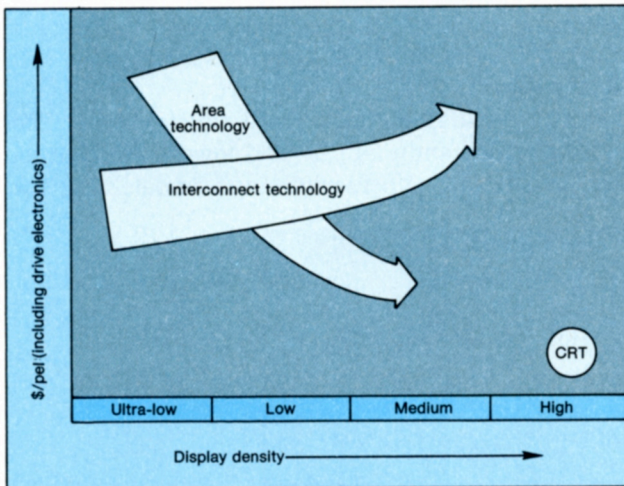 Area
technology
Interconnect technology
CRT
$/pel (including drive electronics)
Ultra-low
Low
Medium
High
Display density